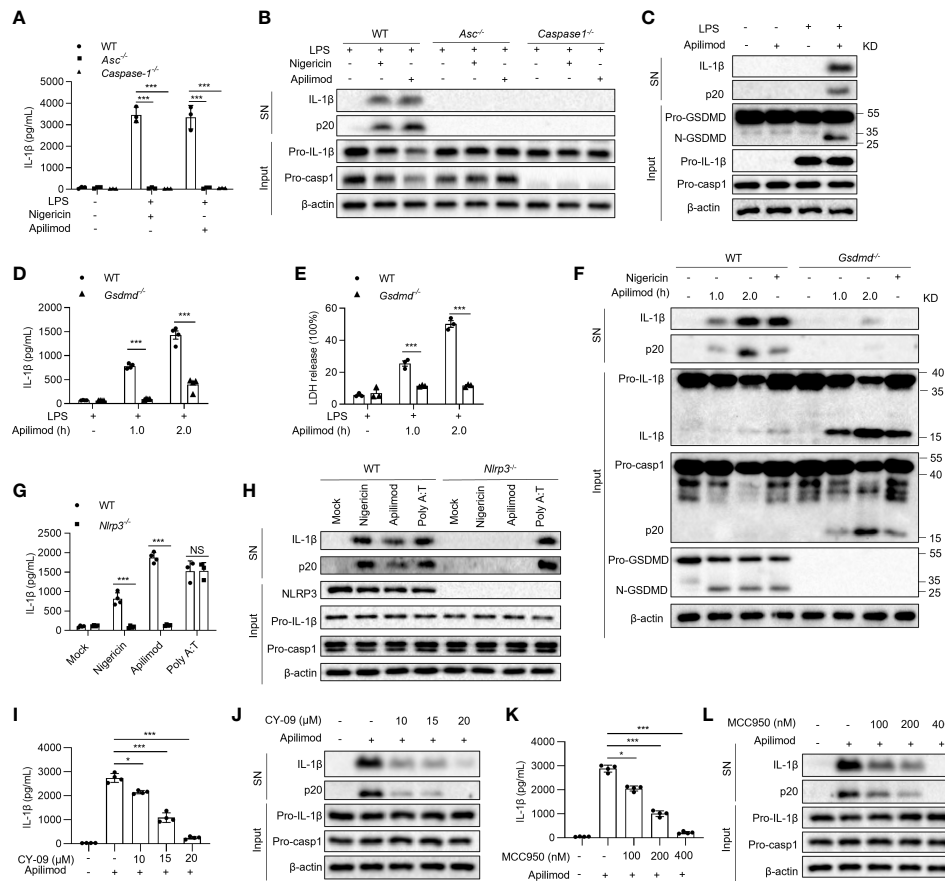 A
WT
Asc-/-
Caspase-1-/-
IL-1β (pg/mL)
5000
4000
3000
2000
1000
0
*** ***
*** ***
LPS - + +
Nigericin - + -
Apilimod - - +
B
WT Asc-/- Caspase1-/-
LPS + + + + + + + + +
Nigericin - + - - + - - + -
Apilimod - - + - - + - - +
SN
IL-1β
p20
Input
Pro-IL-1β
Pro-casp1
β-actin
C
LPS - - + +
Apilimod - + - + KD
SN
IL-1β
p20
Input
Pro-GSDMD 55
N-GSDMD 35
25
Pro-IL-1β
Pro-casp1
β-actin
D
WT
Gsdmd-/-
IL-1β (pg/mL)
2000
1500
1000
500
0
*** ***
LPS + + +
Apilimod (h) - 1.0 2.0
E
WT
Gsdmd-/-
LDH release (100%)
60
40
20
0
*** ***
LPS + + +
Apilimod (h) - 1.0 2.0
F
WT Gsdmd-/-
Nigericin - - - + - - - +
Apilimod (h) - 1.0 2.0 - - 1.0 2.0 - KD
SN
IL-1β
p20
Input
Pro-IL-1β 40
35
IL-1β 15
Pro-casp1 55
40
p20 15
Pro-GSDMD 55
N-GSDMD 35
25
β-actin
G
WT
Nlrp3-/-
IL-1β (pg/mL)
2500
2000
1500
1000
500
0
*** *** NS
Mock Nigericin Apilimod Poly A:T
H
WT Nlrp3-/-
Mock Nigericin Apilimod Poly A:T Mock Nigericin Apilimod Poly A:T
SN
IL-1β
p20
Input
NLRP3
Pro-IL-1β
Pro-casp1
β-actin
I
IL-1β (pg/mL)
4000
3000
2000
1000
0
***
***
*
CY-09 (μM) - - 10 15 20
Apilimod - + + + +
J
CY-09 (μM) - - 10 15 20
Apilimod - + + + +
SN
IL-1β
p20
Input
Pro-IL-1β
Pro-casp1
β-actin
K
IL-1β (pg/mL)
4000
3000
2000
1000
0
***
***
*
MCC950 (nM) - - 100 200 400
Apilimod - + + + +
L
MCC950 (nM) - - 100 200 40
Apilimod - + + +
SN
IL-1β
p20
Input
Pro-IL-1β
Pro-casp1
β-actin